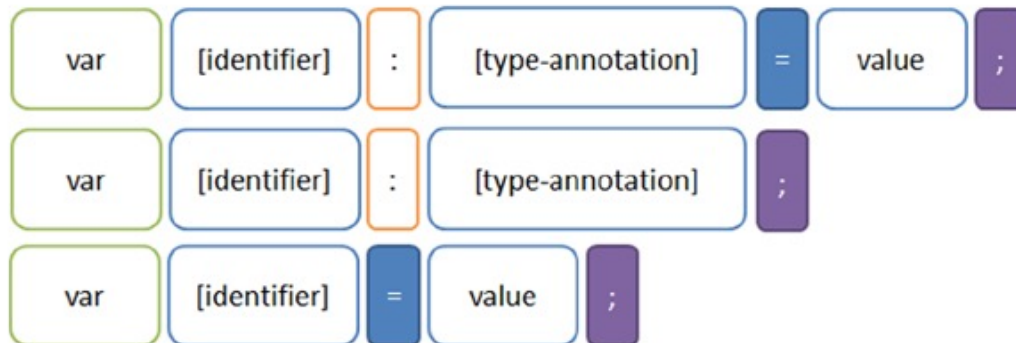 var [identifier] : [type-annotation] = value ;
var [identifier] : [type-annotation] ;
var [identifier] = value ;